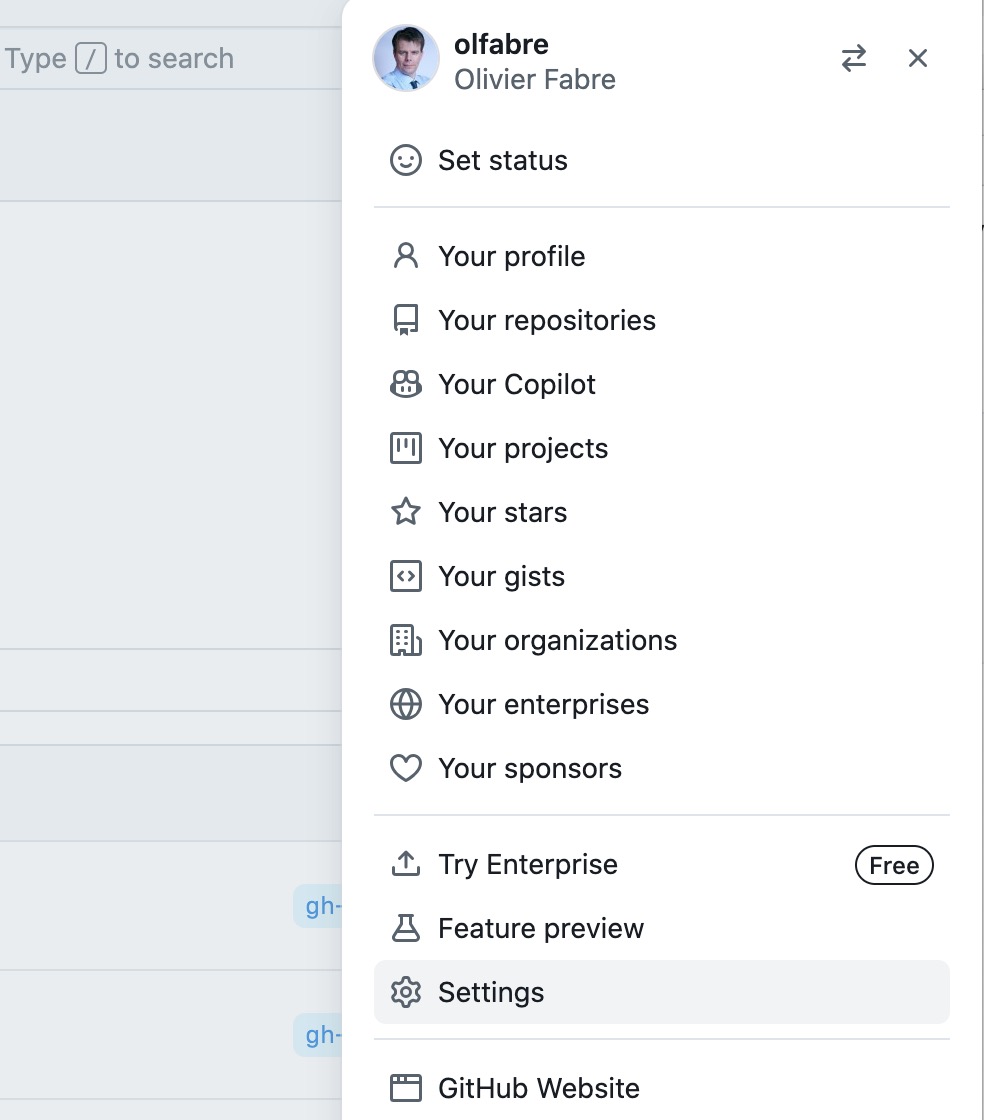 Type / to search
olfabre
Olivier Fabre
Set status
Your profile
Your repositories
Your Copilot
Your projects
Your stars
Your gists
Your organizations
Your enterprises
Your sponsors
Try Enterprise Free
Feature preview
Settings
GitHub Website
gh-
gh-